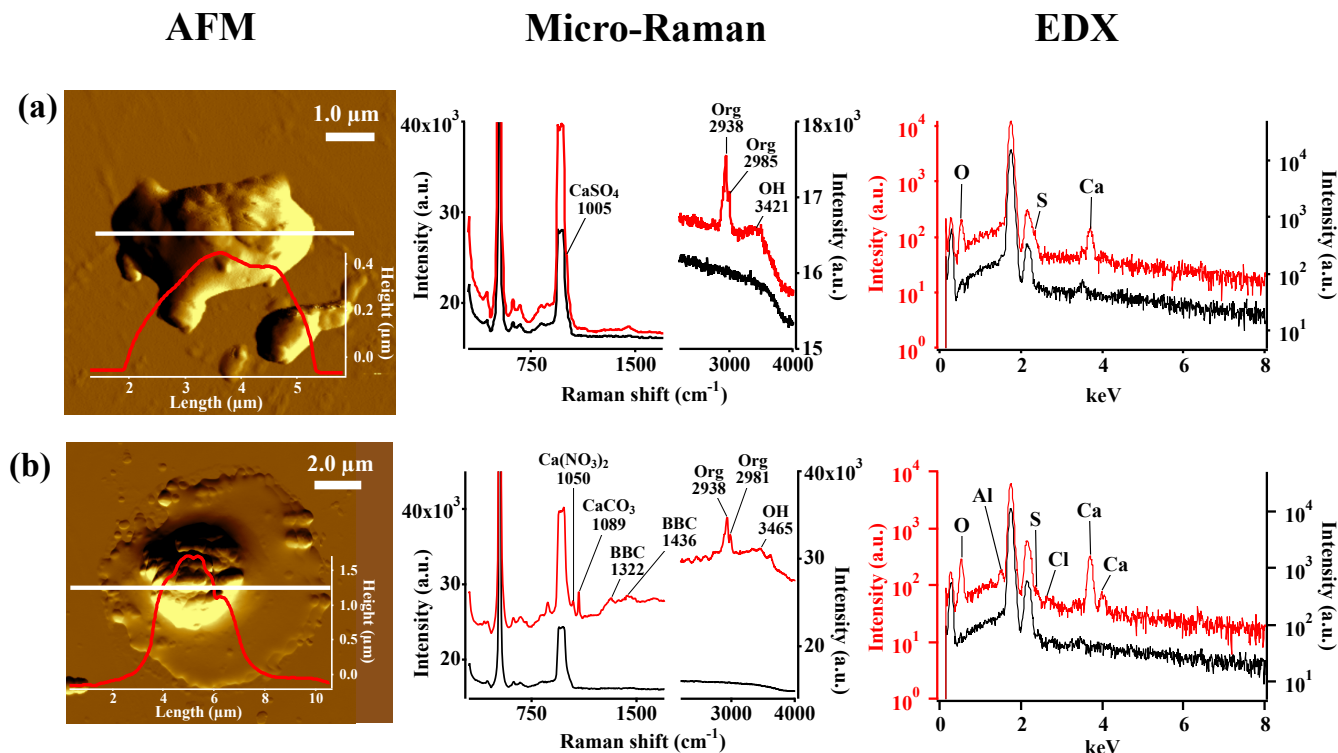 AFM
Micro-Raman
EDX
(a)
1.0 µm
0.4
0.2
0.0
Height (µm)
2 3 4 5
Length (µm)
40x10³
30
20
Intensity (a.u.)
CaSO₄
1005
Org
2938
Org
2985
OH
3421
18x10³
17
16
15
Intensity
(a.u.)
750 1500 3000 4000
Raman shift (cm⁻¹)
10⁴
10³
10²
10¹
10⁰
Intesity (a.u.)
O
S
Ca
10⁴
10³
10²
10¹
Intensity
(a.u.)
0 2 4 6 8
keV
(b)
2.0 µm
1.5
1.0
0.5
0.0
Height (µm)
2 4 6 8 10
Length (µm)
40x10³
30
20
Intensity (a.u.)
Ca(NO₃)₂
1050
CaCO₃
1089
BBC
1322
BBC
1436
Org
2938
Org
2981
OH
3465
40x10³
30
20
Intensity
(a.u.)
750 1500 3000 4000
Raman shift (cm⁻¹)
10⁴
10³
10²
10¹
10⁰
Intensity (a.u.)
O
Al
S
Cl
Ca
Ca
10⁴
10³
10²
10¹
Intensity
(a.u.)
0 2 4 6 8
keV